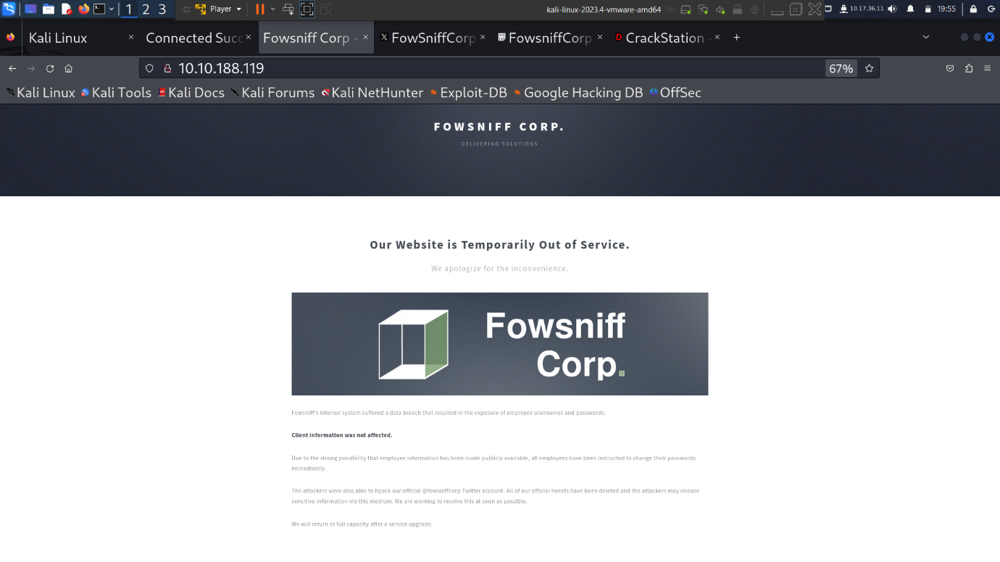 1 2 3 Player kali-linux-2023.4-vmware-amd64 10.17.36.11 19:55
Kali Linux Connected Succ Fowsniff Corp - FowSniffCorp FowsniffCorp CrackStation -
10.10.188.119 67%
Kali Linux Kali Tools Kali Docs Kali Forums Kali NetHunter Exploit-DB Google Hacking DB OffSec
FOWSNIFF CORP.
DELIVERING SOLUTIONS
Our Website is Temporarily Out of Service.
We apologize for the inconvenience.
Fowsniff
Corp.
Fowsniff's internal system suffered a data breach that resulted in the exposure of employee usernames and passwords.
Client information was not affected.
Due to the strong possibility that employee information has been made publicly available, all employees have been instructed to change their passwords
immediately.
The attackers were also able to hijack our official @fowsniffcorp Twitter account. All of our official tweets have been deleted and the attackers may release
sensitive information via this medium. We are working to resolve this at soon as possible.
We will return to full capacity after a service upgrade.